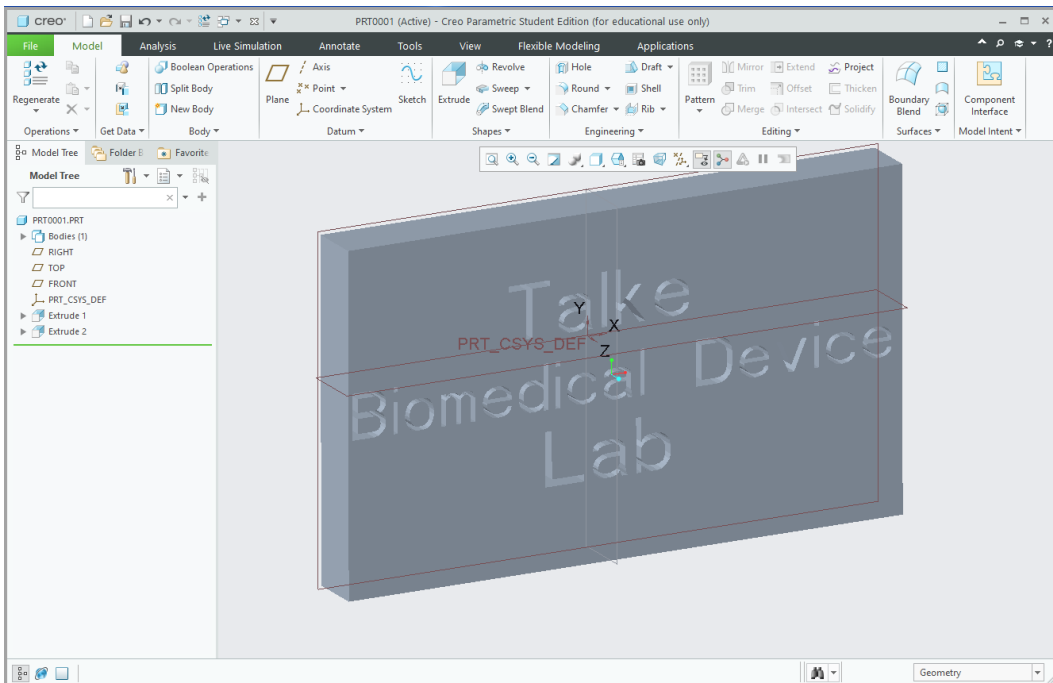 creo PRT0001 (Active) - Creo Parametric Student Edition (for educational use only)
File Model Analysis Live Simulation Annotate Tools View Flexible Modeling Applications
Regenerate
Operations
Get Data
Boolean Operations
Split Body
New Body
Body
Plane
Axis
Point
Coordinate System
Sketch
Datum
Extrude
Revolve
Sweep
Swept Blend
Shapes
Hole
Round
Chamfer
Draft
Shell
Rib
Engineering
Pattern
Mirror
Extend
Project
Trim
Offset
Thicken
Merge
Intersect
Solidify
Editing
Boundary
Blend
Surfaces
Component
Interface
Model Intent
Model Tree Folder B Favorite
Model Tree
PRT0001.PRT
Bodies (1)
RIGHT
TOP
FRONT
PRT_CSYS_DEF
Extrude 1
Extrude 2
Talke
Y
X
PRT_CSYS_DEF
Z
Biomedical Device
Lab
Geometry